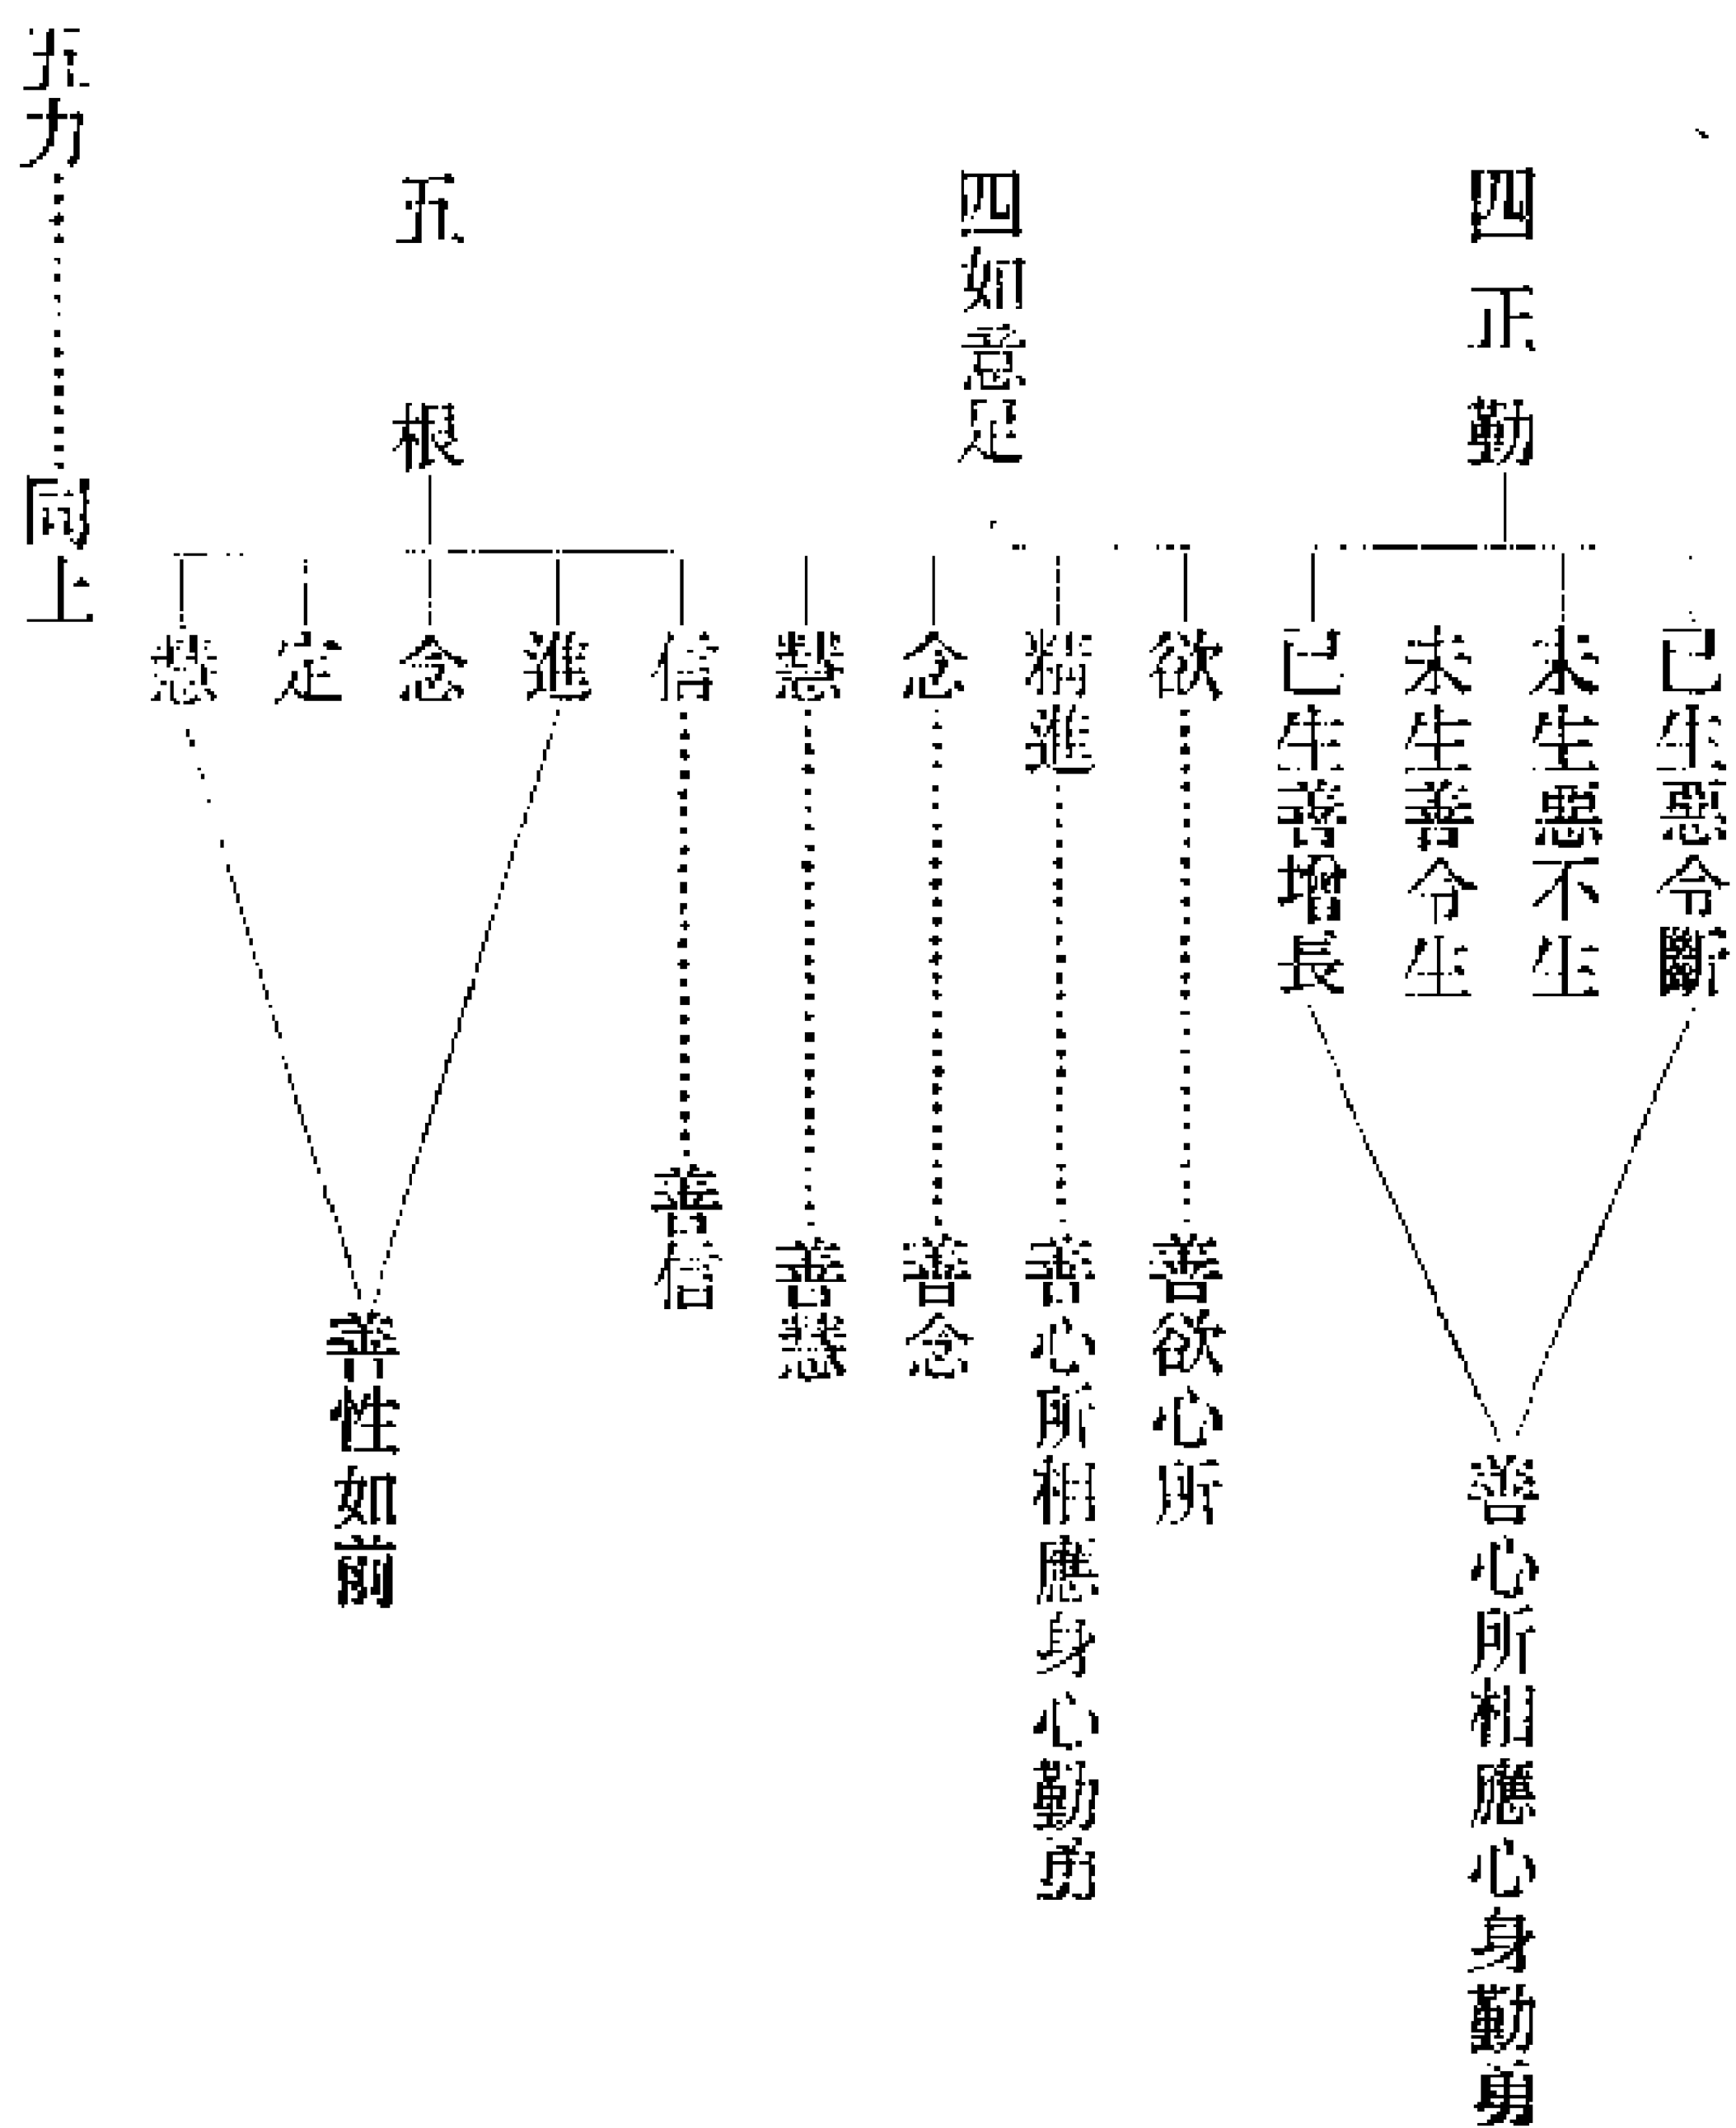 四正勤
已生惡令斷
未生惡不生
未生善令生
已生善增長
善心所相應心身勤勇
四如意足
欲
善欲心所
精進
善心所相應身心勤勇
念
善念
慧
善慧
五根
信
善信
進
念
定
慧
善性如前
五力
同上